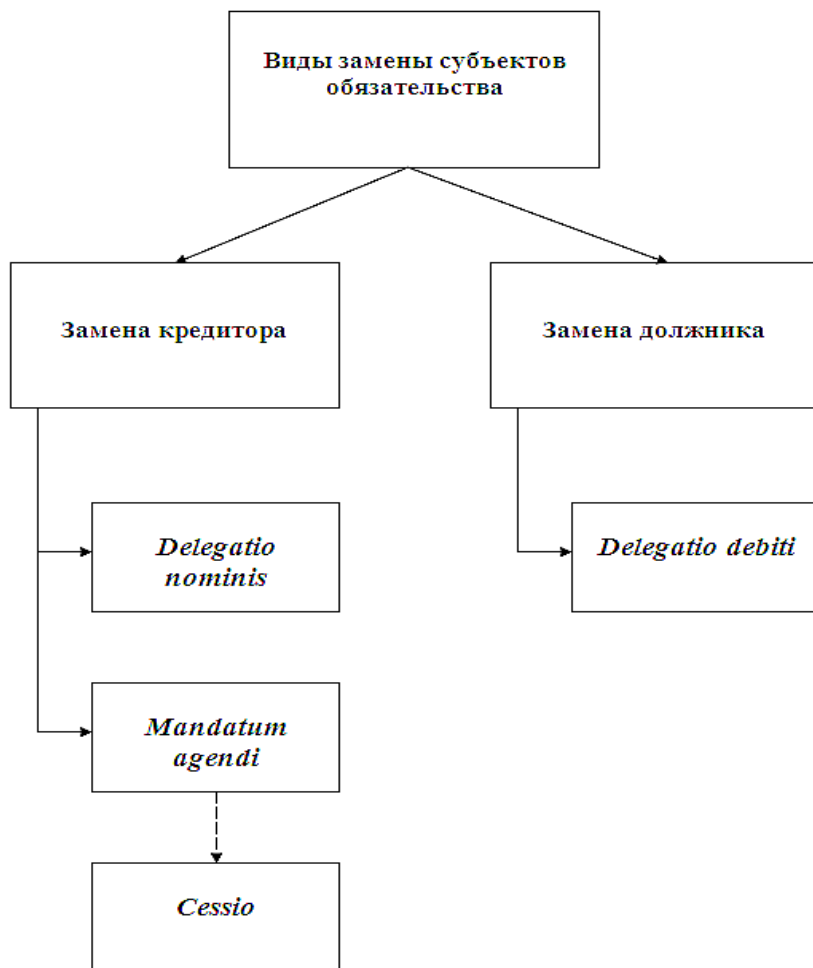 Виды замены субъектов
обязательства
Замена кредитора
Замена должника
Delegatio
nominis
Delegatio debiti
Mandatum
agendi
Cessio